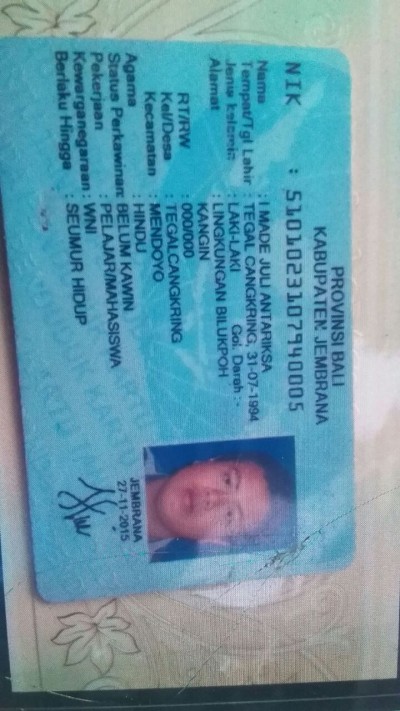 PROVINSI BALI
KABUPATEN JEMBRANA
NIK : 5101023107940005
Nama : I MADE JULI ANTARIKSA
Tempat/Tgl Lahir : TEGAL CANGKRING, 31-07-1994
Jenis kelamin : LAKI-LAKI Gol. Darah : -
Alamat : LINGKUNGAN BILUKPOH
KANGIN
RT/RW : 000/000
Kel/Desa : TEGALCANGKRING
Kecamatan : MENDOYO
Agama : HINDU
Status Perkawinan: BELUM KAWIN
Pekerjaan : PELAJAR/MAHASISWA
Kewarganegaraan : WNI
Berlaku Hingga : SEUMUR HIDUP
JEMBRANA
27-11-2015